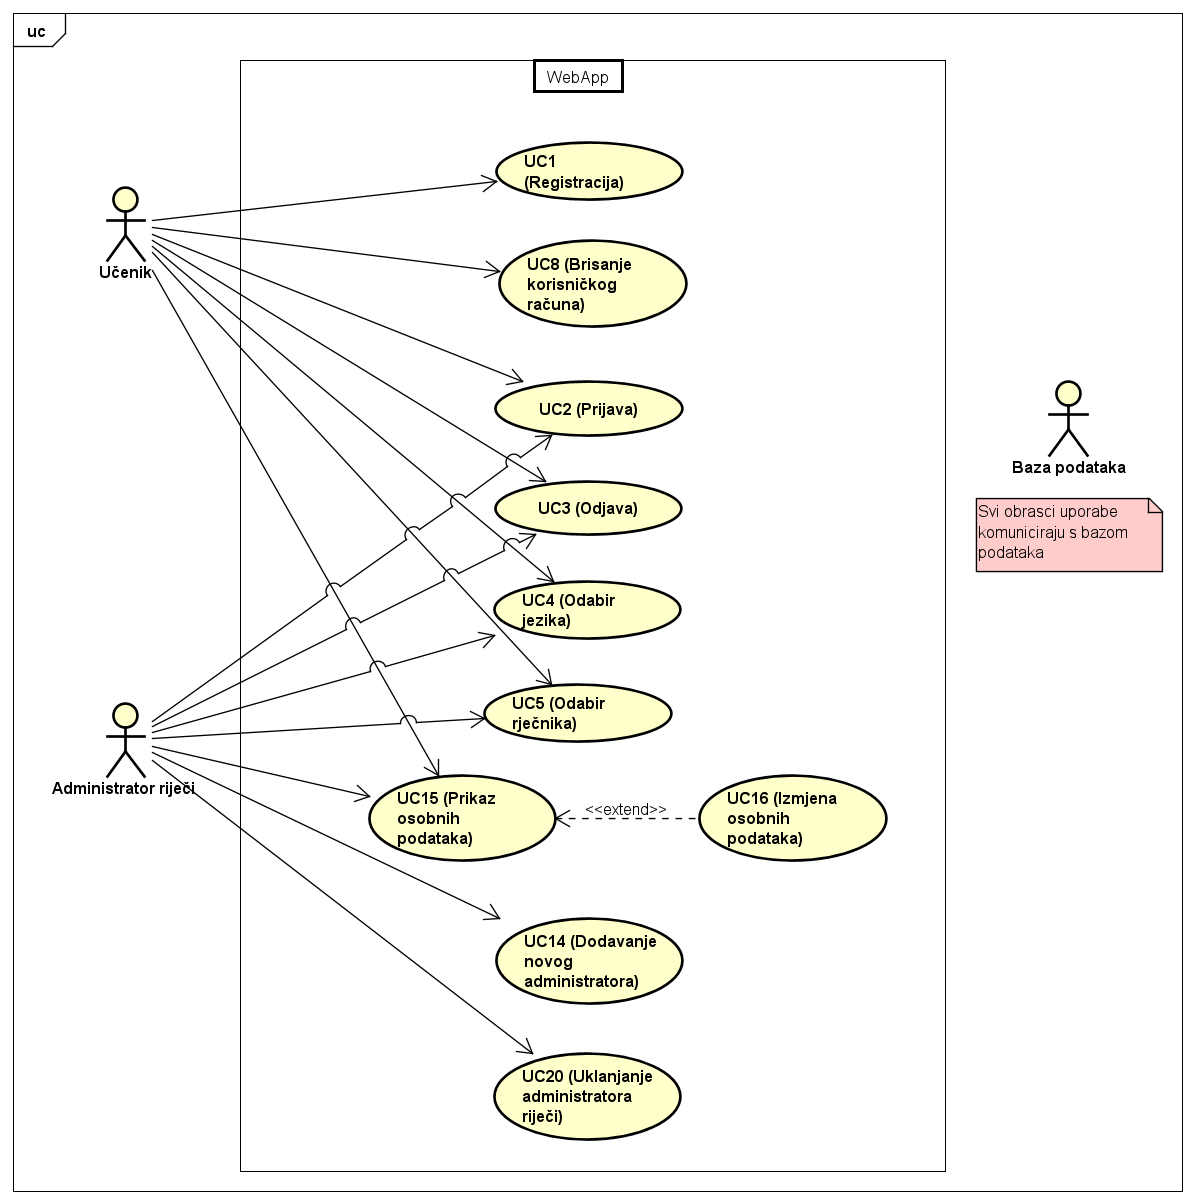 uc
WebApp
UC1
(Registracija)
Učenik
UC8 (Brisanje
korisničkog
računa)
UC2 (Prijava)
Baza podataka
UC3 (Odjava)
Svi obrasci uporabe
komuniciraju s bazom
podataka
UC4 (Odabir
jezika)
UC5 (Odabir
rječnika)
Administrator riječi
UC15 (Prikaz
osobnih
podataka)
<<extend>>
UC16 (Izmjena
osobnih
podataka)
UC14 (Dodavanje
novog
administratora)
UC20 (Uklanjanje
administratora
riječi)